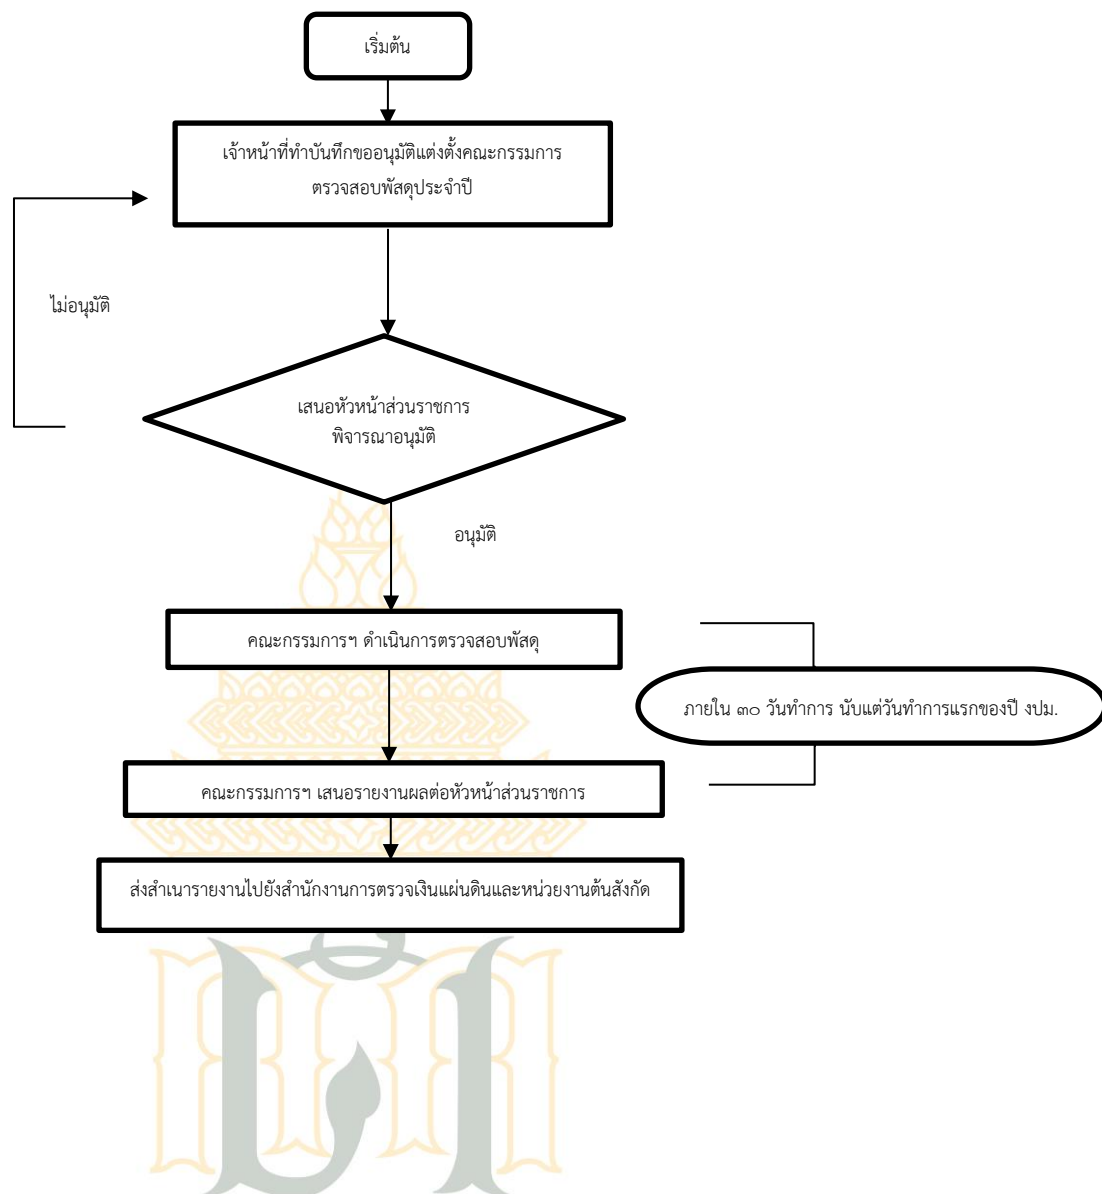 เริ่มต้น
เจ้าหน้าที่ทำบันทึกขออนุมัติแต่งตั้งคณะกรรมการ
ตรวจสอบพัสดุประจำปี
ไม่อนุมัติ
เสนอหัวหน้าส่วนราชการ
พิจารณาอนุมัติ
อนุมัติ
คณะกรรมการฯ ดำเนินการตรวจสอบพัสดุ
ภายใน ๓๐ วันทำการ นับแต่วันทำการแรกของปี งปม.
คณะกรรมการฯ เสนอรายงานผลต่อหัวหน้าส่วนราชการ
ส่งสำเนารายงานไปยังสำนักงานการตรวจเงินแผ่นดินและหน่วยงานต้นสังกัด